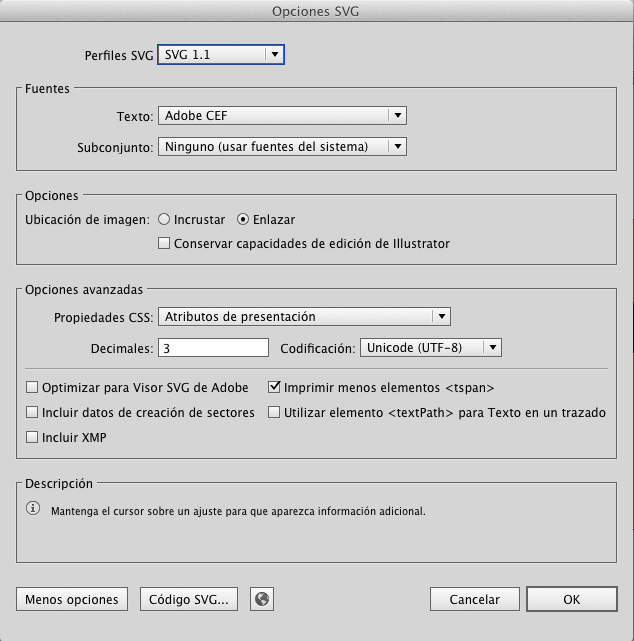 Opciones SVG
Perfiles SVG SVG 1.1
Fuentes
Texto: Adobe CEF
Subconjunto: Ninguno (usar fuentes del sistema)
Opciones
Ubicación de imagen: Incrustar Enlazar
Conservar capacidades de edición de Illustrator
Opciones avanzadas
Propiedades CSS: Atributos de presentación
Decimales: 3 Codificación: Unicode (UTF-8)
Optimizar para Visor SVG de Adobe Imprimir menos elementos <tspan>
Incluir datos de creación de sectores Utilizar elemento <textPath> para Texto en un trazado
Incluir XMP
Descripción
Mantenga el cursor sobre un ajuste para que aparezca información adicional.
Menos opciones Código SVG... Cancelar OK